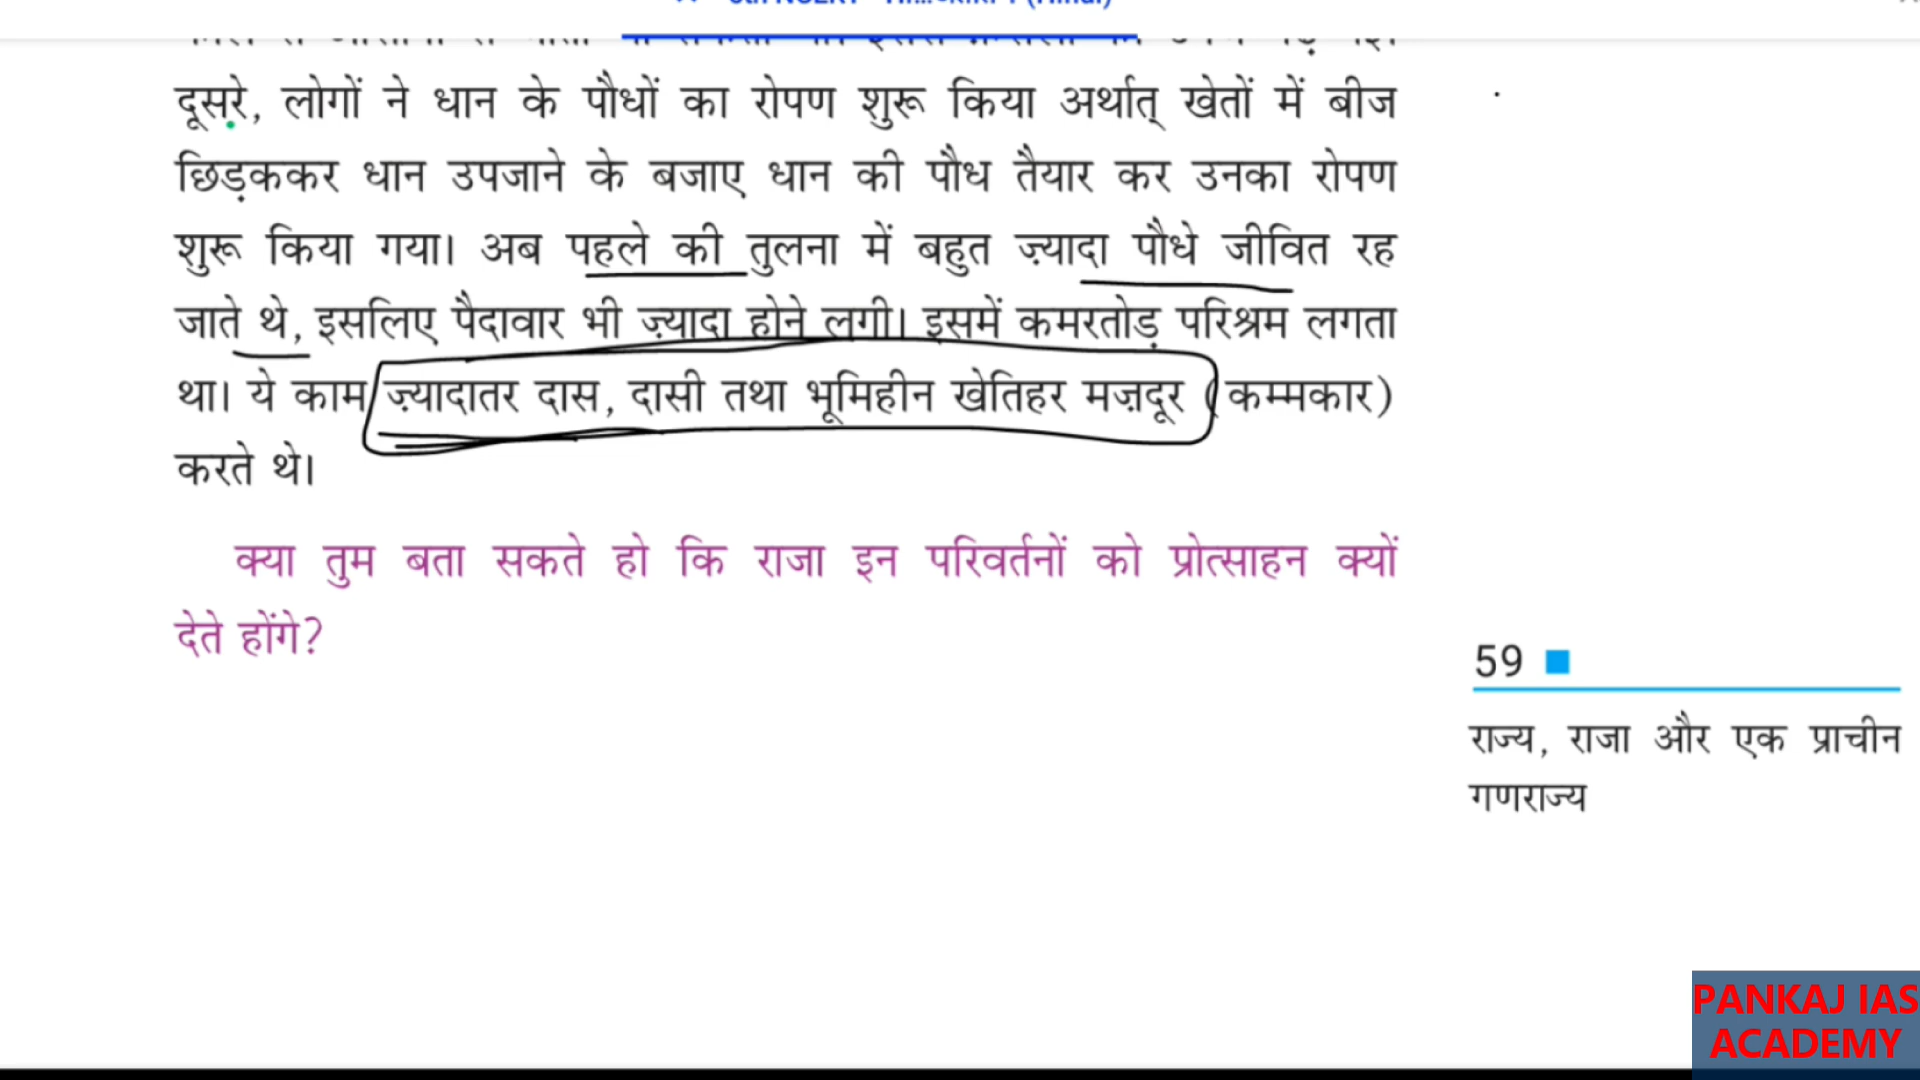 दूसरे, लोगों ने धान के पौधों का रोपण शुरू किया अर्थात् खेतों में बीज
छिड़ककर धान उपजाने के बजाए धान की पौध तैयार कर उनका रोपण
शुरू किया गया। अब पहले की तुलना में बहुत ज़्यादा पौधे जीवित रह
जाते थे, इसलिए पैदावार भी ज़्यादा होने लगी। इसमें कमरतोड़ परिश्रम लगता
था। ये काम ज़्यादातर दास, दासी तथा भूमिहीन खेतिहर मज़दूर (कम्मकार)
करते थे।
क्या तुम बता सकते हो कि राजा इन परिवर्तनों को प्रोत्साहन क्यों
देते होंगे?
59
राज्य, राजा और एक प्राचीन
गणराज्य
PANKAJ IAS
ACADEMY